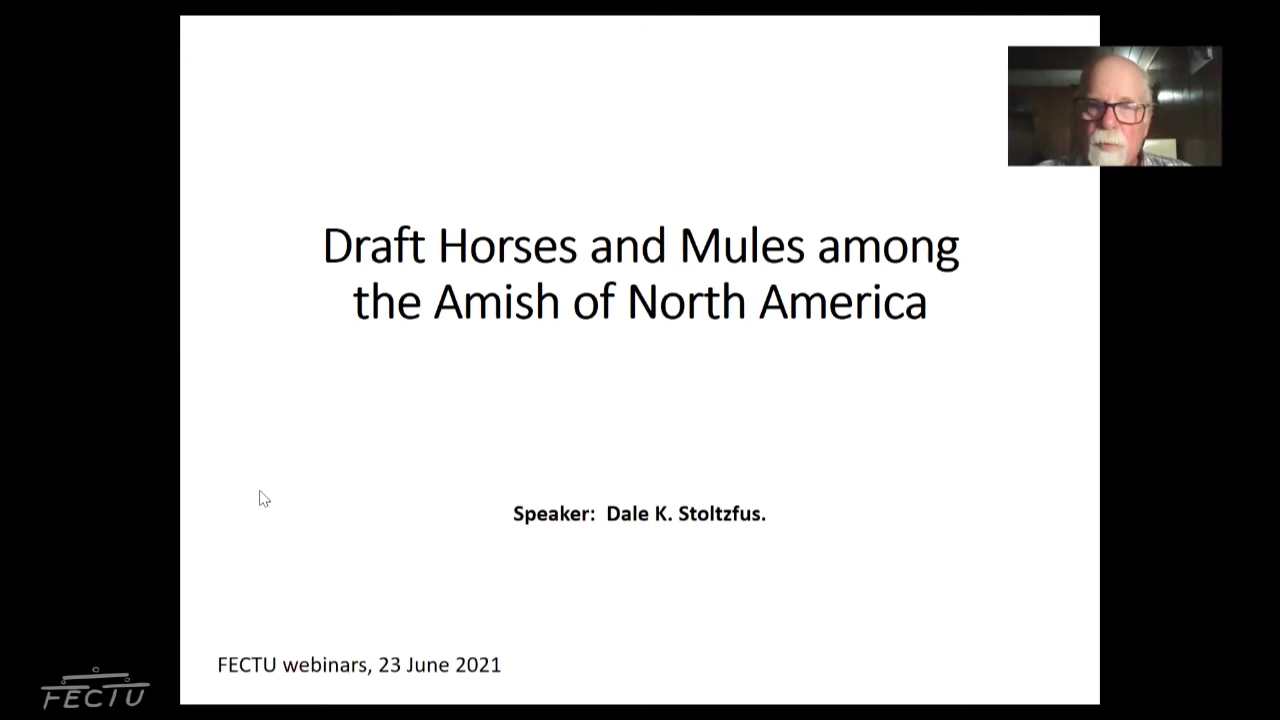 Draft Horses and Mules among
the Amish of North America
Speaker: Dale K. Stoltzfus.
FECTU webinars, 23 June 2021
FECTU